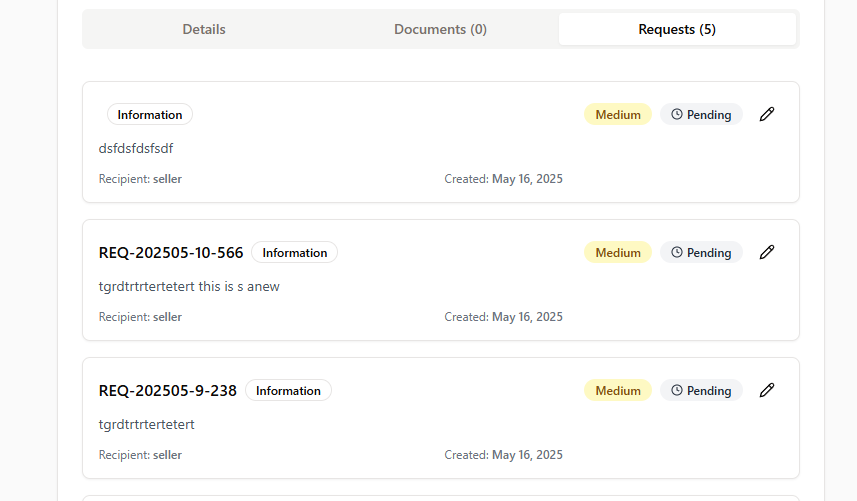 Details Documents (0) Requests (5)
Information Medium Pending
dsfdsfdsfsdf
Recipient: seller Created: May 16, 2025
REQ-202505-10-566 Information Medium Pending
tgrdtrtrtertetert this is s anew
Recipient: seller Created: May 16, 2025
REQ-202505-9-238 Information Medium Pending
tgrdtrtrtertetert
Recipient: seller Created: May 16, 2025